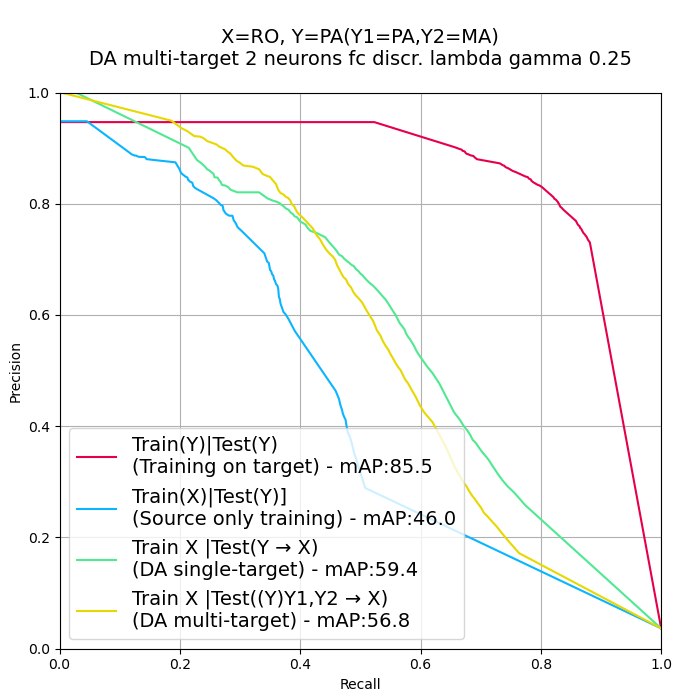 X=RO, Y=PA(Y1=PA,Y2=MA)
DA multi-target 2 neurons fc discr. lambda gamma 0.25
1.0
0.8
0.6
0.4
0.2
0.0
Precision
Train(Y)|Test(Y)
(Training on target) - mAP:85.5
Train(X)|Test(Y)]
(Source only training) - mAP:46.0
Train X |Test(Y → X)
(DA single-target) - mAP:59.4
Train X |Test((Y)Y1,Y2 → X)
(DA multi-target) - mAP:56.8
0.0 0.2 0.4 0.6 0.8 1.0
Recall